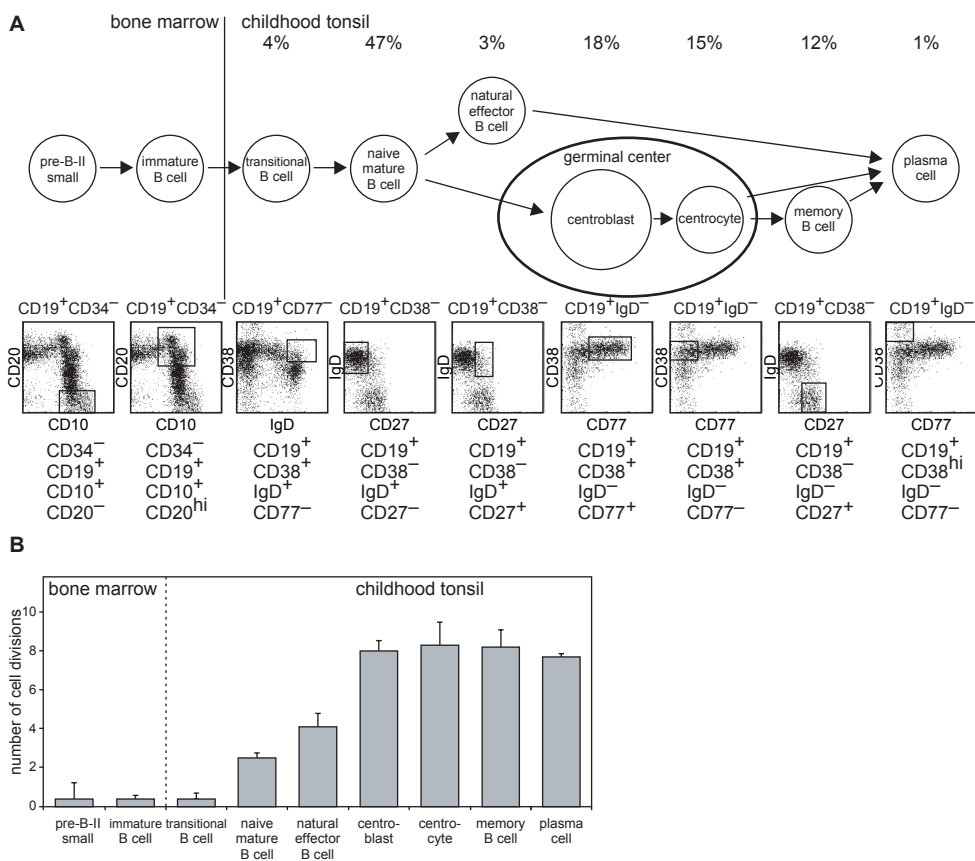 A
bone marrow
childhood tonsil
4%
47%
3%
18%
15%
12%
1%
pre-B-II
small
immature
B cell
transitional
B cell
naive
mature
B cell
natural
effector
B cell
germinal center
centroblast
centrocyte
memory
B cell
plasma
cell
CD19+CD34–
CD19+CD34–
CD19+CD77–
CD19+CD38–
CD19+CD38–
CD19+IgD–
CD19+IgD–
CD19+CD38–
CD19+IgD–
CD20
CD20
CD38
IgD
IgD
CD38
CD38
IgD
CD38
CD10
CD10
IgD
CD27
CD27
CD77
CD77
CD27
CD77
CD34–
CD19+
CD10+
CD20–
CD34–
CD19+
CD10+
CD20hi
CD19+
CD38+
IgD+
CD77–
CD19+
CD38–
IgD+
CD27–
CD19+
CD38–
IgD+
CD27+
CD19+
CD38+
IgD–
CD77+
CD19+
CD38+
IgD–
CD77–
CD19+
CD38–
IgD–
CD27+
CD19+
CD38hi
IgD–
CD77–
B
bone marrow
childhood tonsil
number of cell divisions
10
8
6
4
2
0
pre-B-II
small
immature
B cell
transitional
B cell
naive
mature
B cell
natural
effector
B cell
centro-
blast
centro-
cyte
memory
B cell
plasma
cell